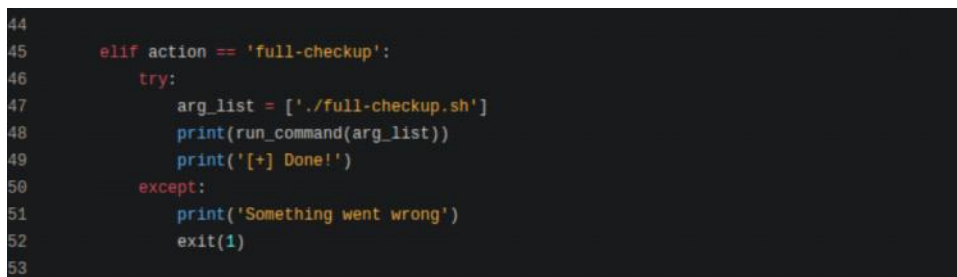 44
45 elif action == 'full-checkup':
46 try:
47 arg_list = ['./full-checkup.sh']
48 print(run_command(arg_list))
49 print('[+] Done!')
50 except:
51 print('Something went wrong')
52 exit(1)
53